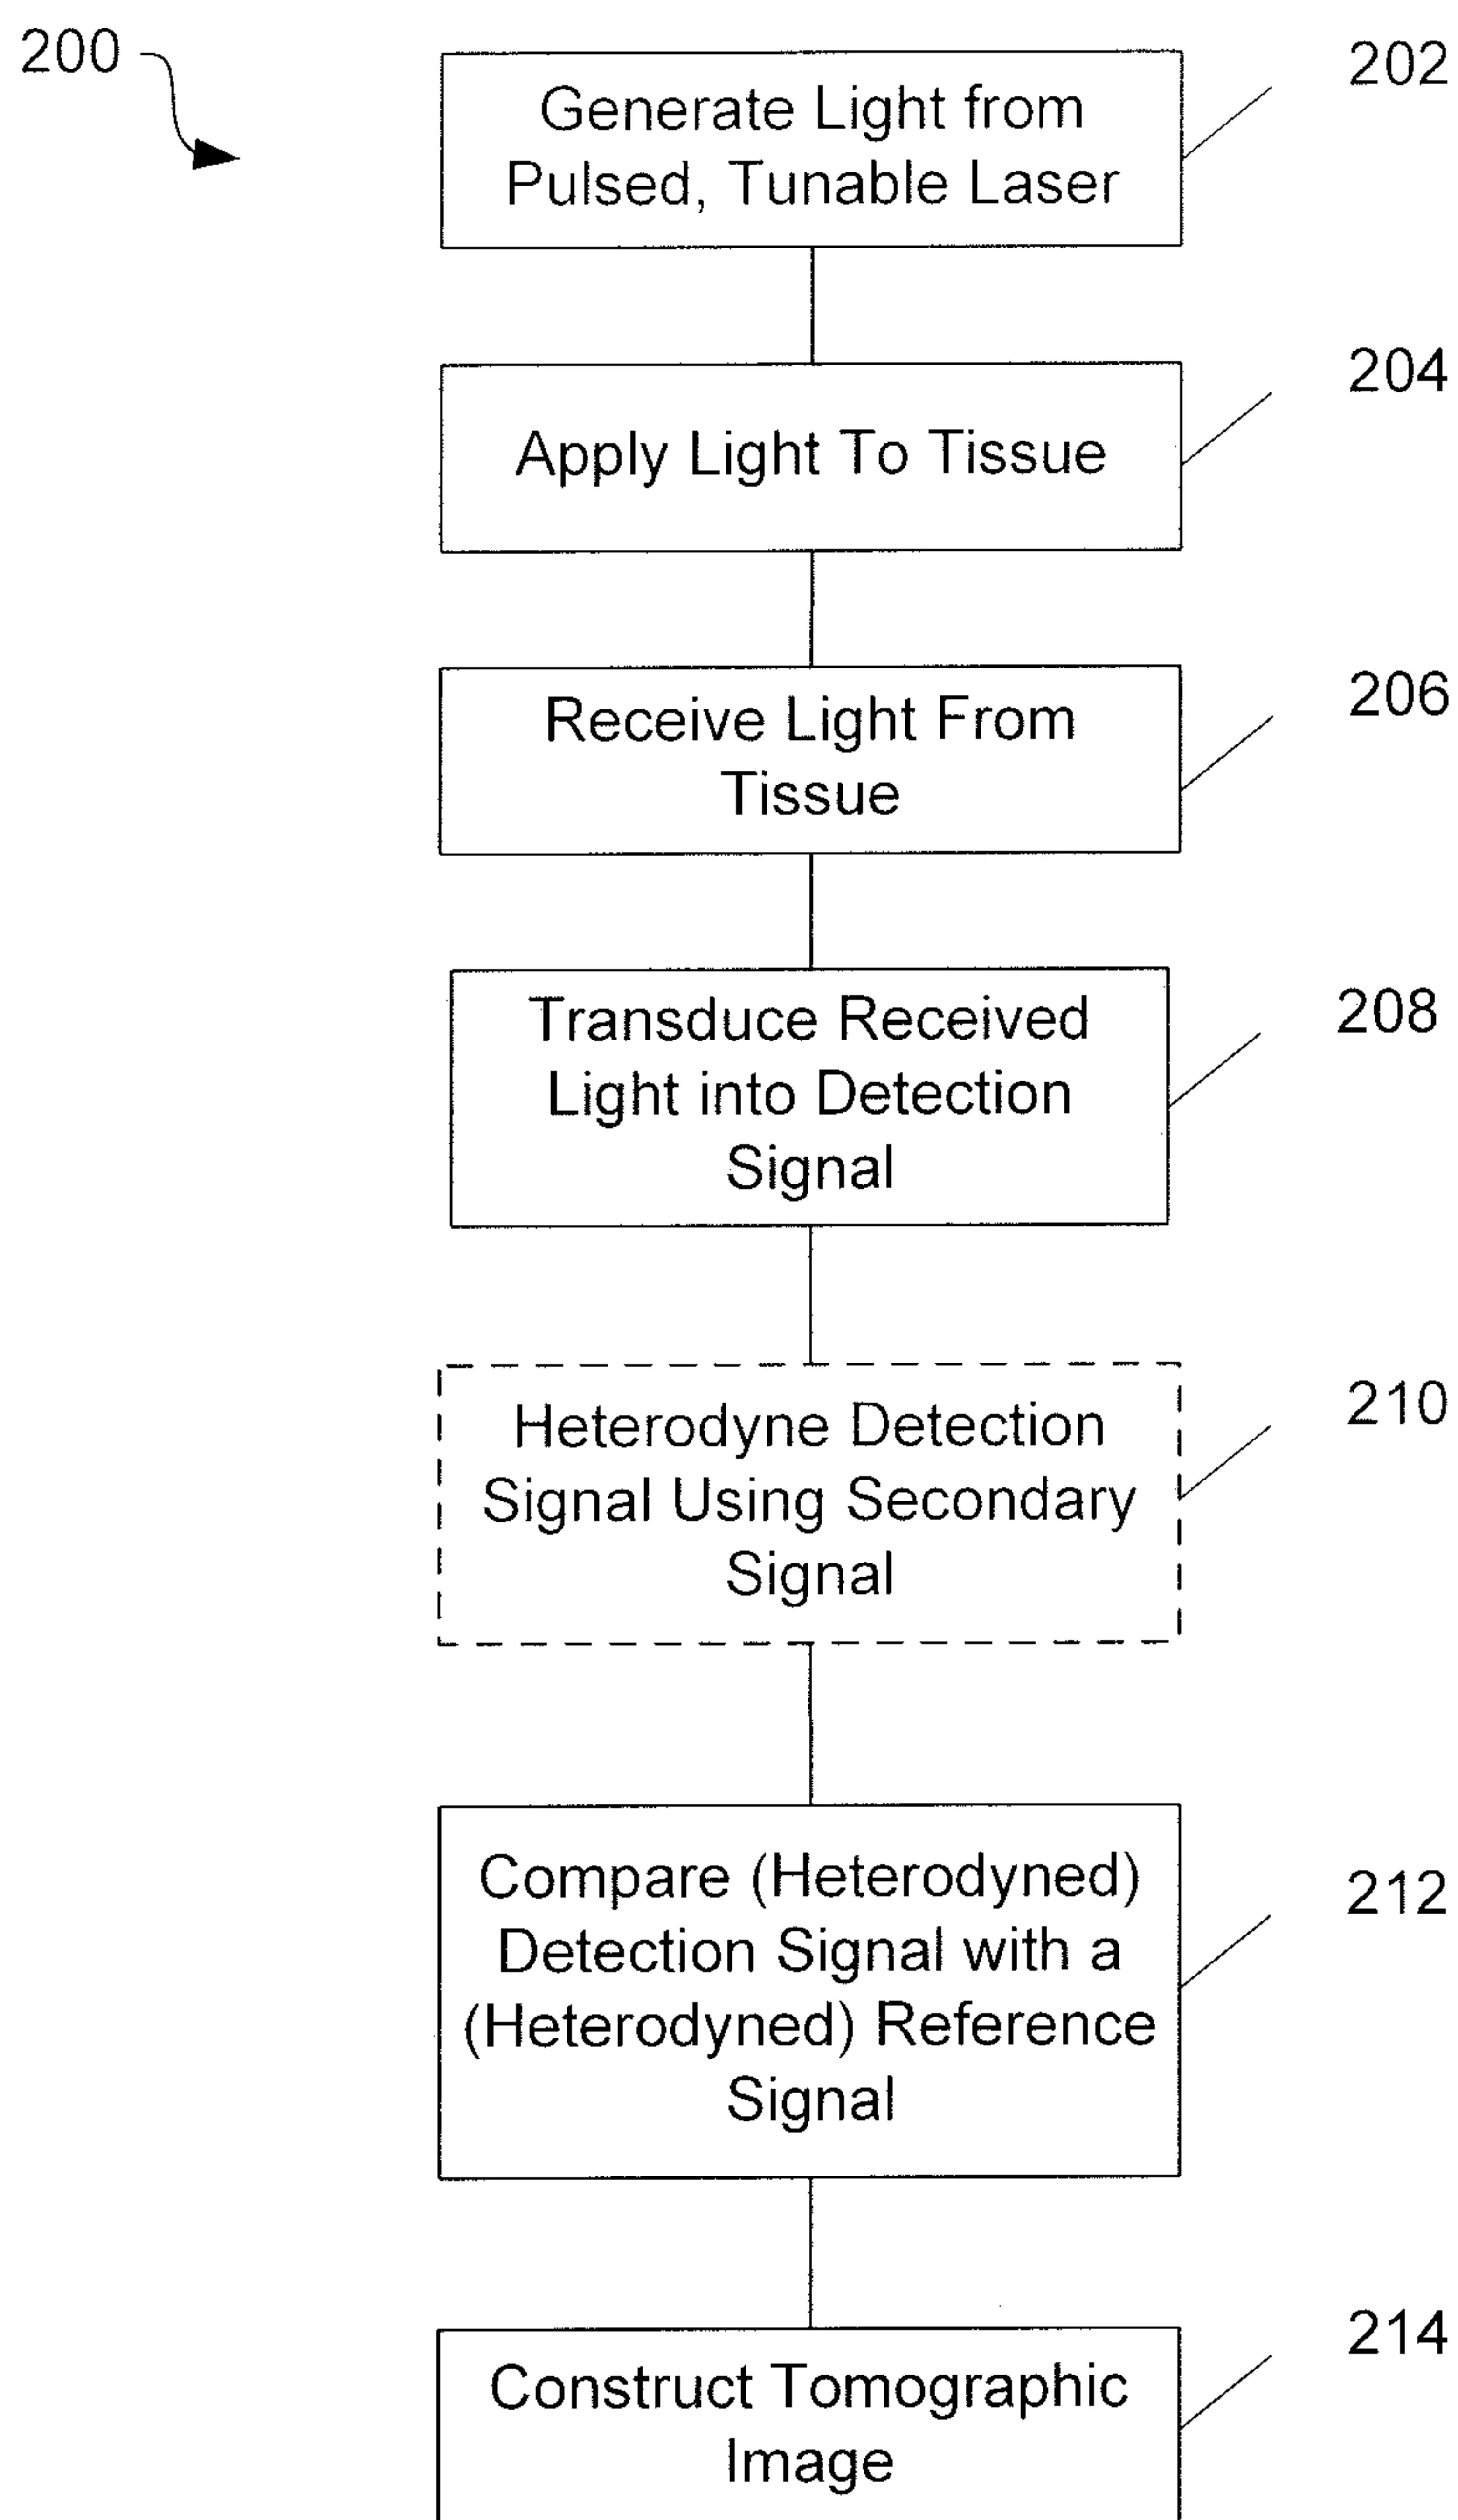 200
202
Generate Light from
Pulsed, Tunable Laser
204
Apply Light To Tissue
206
Receive Light From
Tissue
208
Transduce Received
Light into Detection
Signal
210
Heterodyne Detection
Signal Using Secondary
Signal
212
Compare (Heterodyned)
Detection Signal with a
(Heterodyned) Reference
Signal
214
Construct Tomographic
Image